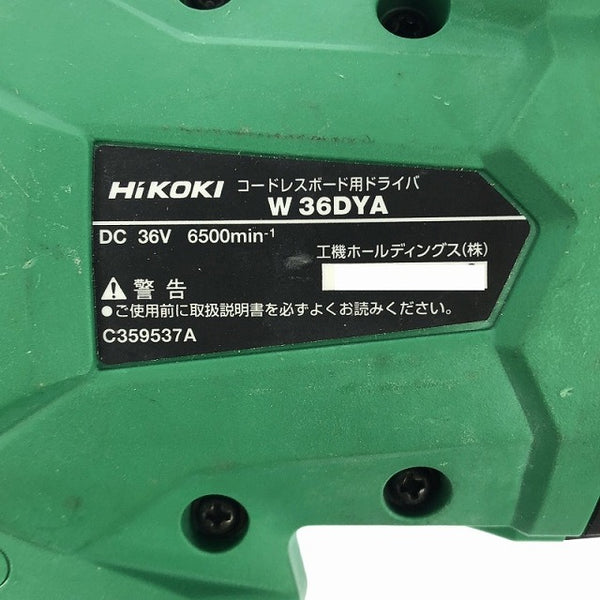 HiKOKI コードレスボード用ドライバ
W 36DYA
DC 36V 6500min⁻¹
工機ホールディングス(株)
警告
●ご使用前に取扱説明書を必ずよくお読みください。
C359537A